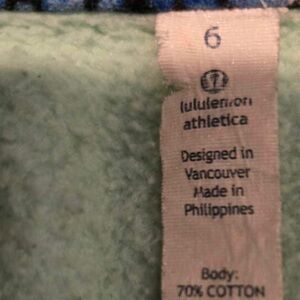 6
lululemon
athletica
Designed in
Vancouver
Made in
Philippines
Body:
70% COTTON